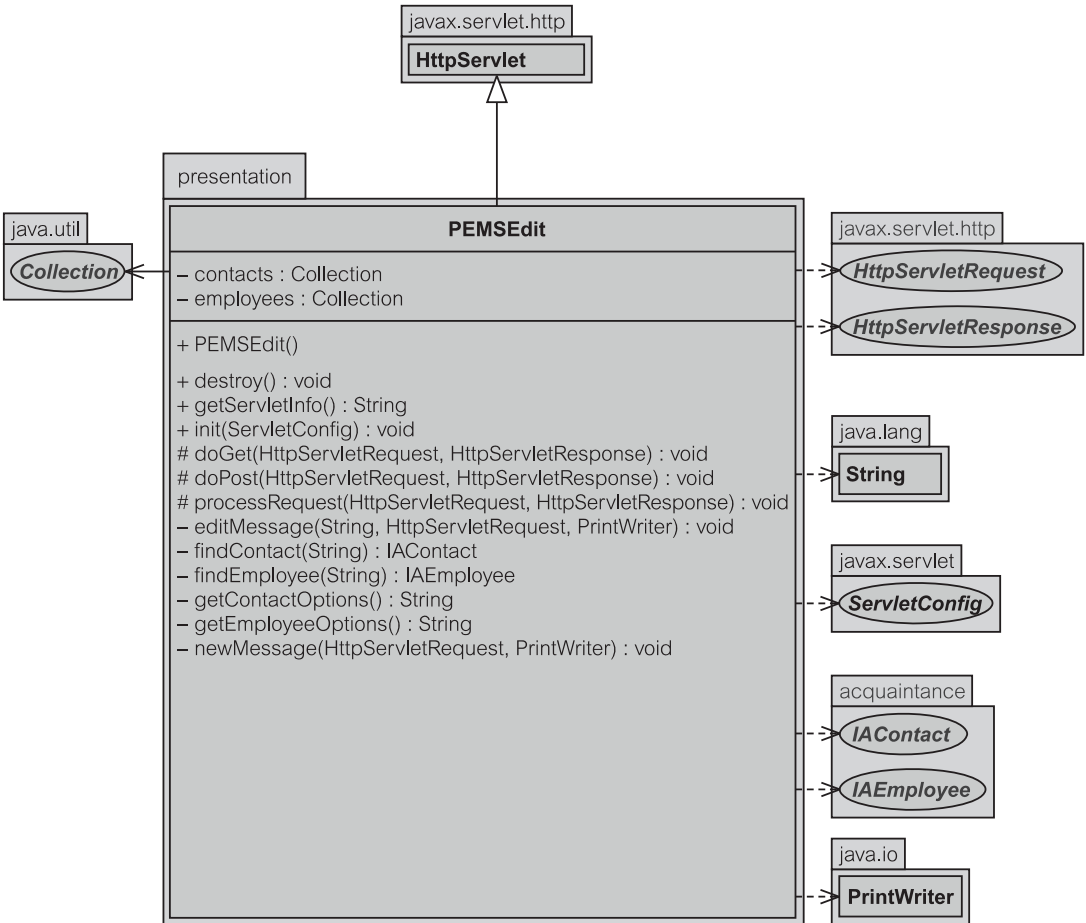 javax.servlet.http
HttpServlet
presentation
PEMSEdit
java.util
Collection
– contacts : Collection
– employees : Collection
+ PEMSEdit()
+ destroy() : void
+ getServletInfo() : String
+ init(ServletConfig) : void
# doGet(HttpServletRequest, HttpServletResponse) : void
# doPost(HttpServletRequest, HttpServletResponse) : void
# processRequest(HttpServletRequest, HttpServletResponse) : void
– editMessage(String, HttpServletRequest, PrintWriter) : void
– findContact(String) : IAContact
– findEmployee(String) : IAEmployee
– getContactOptions() : String
– getEmployeeOptions() : String
– newMessage(HttpServletRequest, PrintWriter) : void
javax.servlet.http
HttpServletRequest
HttpServletResponse
java.lang
String
javax.servlet
ServletConfig
acquaintance
IAContact
IAEmployee
java.io
PrintWriter